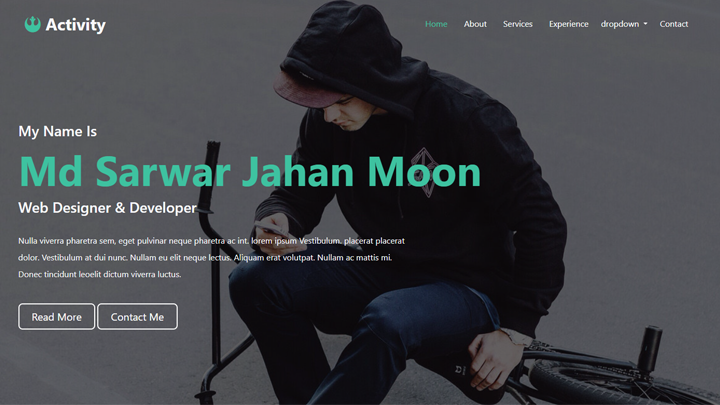 Activity
Home About Services Experience dropdown Contact
My Name Is
Md Sarwar Jahan Moon
Web Designer & Developer
Nulla viverra pharetra sem, eget pulvinar neque pharetra ac int. lorem ipsum Vestibulum. placerat placerat
dolor. Vestibulum at dui nunc. Nullam eu elit neque lectus. Aliquam erat volutpat. Nullam ac mattis mi.
Donec tincidunt leoelit dictum viverra luctus.
Read More Contact Me